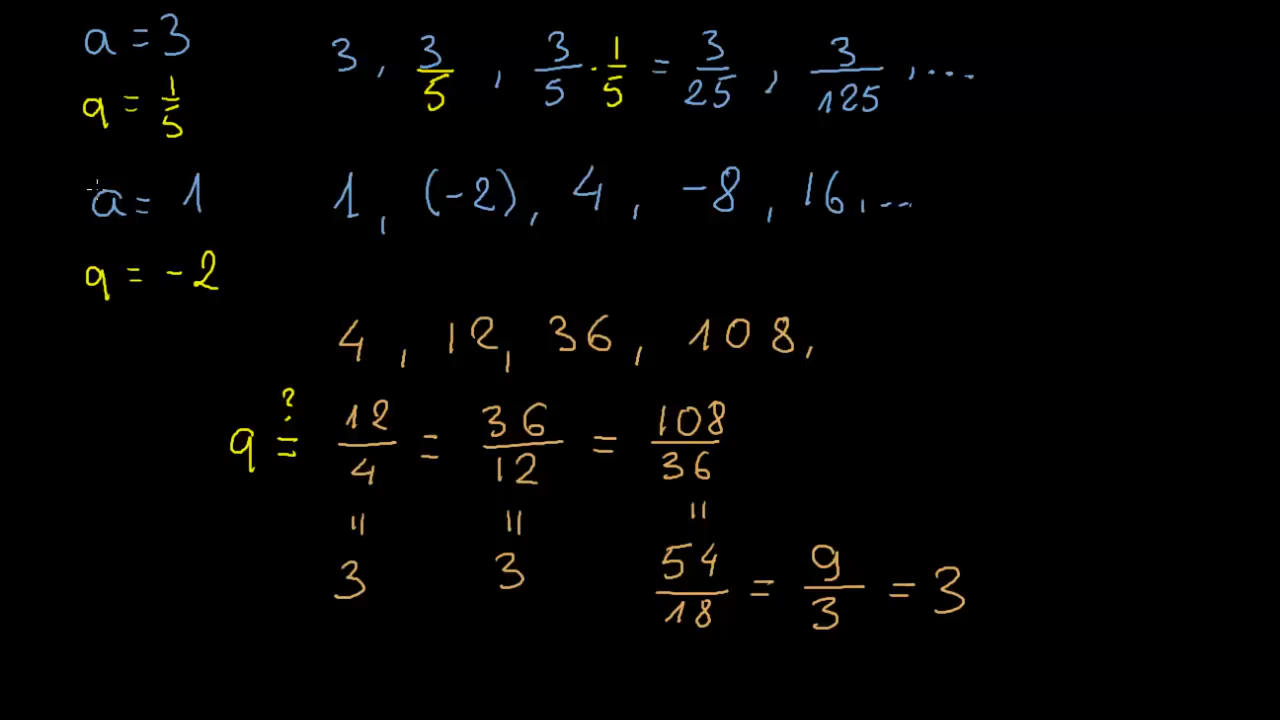 a = 3
3 , 3/5 , 3/5 · 1/5 = 3/25 , 3/125 , ...
q = 1/5
a = 1
1 , (-2) , 4 , -8 , 16 , ...
q = -2
4 , 12 , 36 , 108 ,
q =? 12/4 = 36/12 = 108/36
= = =
3 3 54/18 = 9/3 = 3